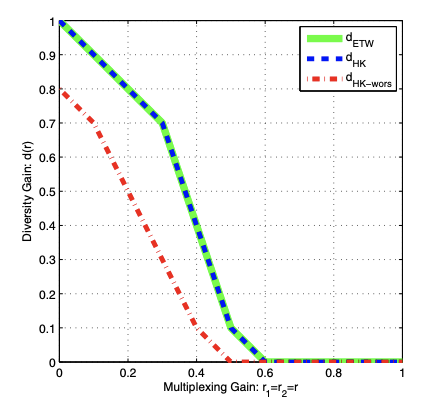 1
0.9
0.8
0.7
0.6
0.5
0.4
0.3
0.2
0.1
0
Diversity Gain: d(r)
d_ETW
d_HK
d_HK−wors
0 0.2 0.4 0.6 0.8 1
Multiplexing Gain: r_1=r_2=r